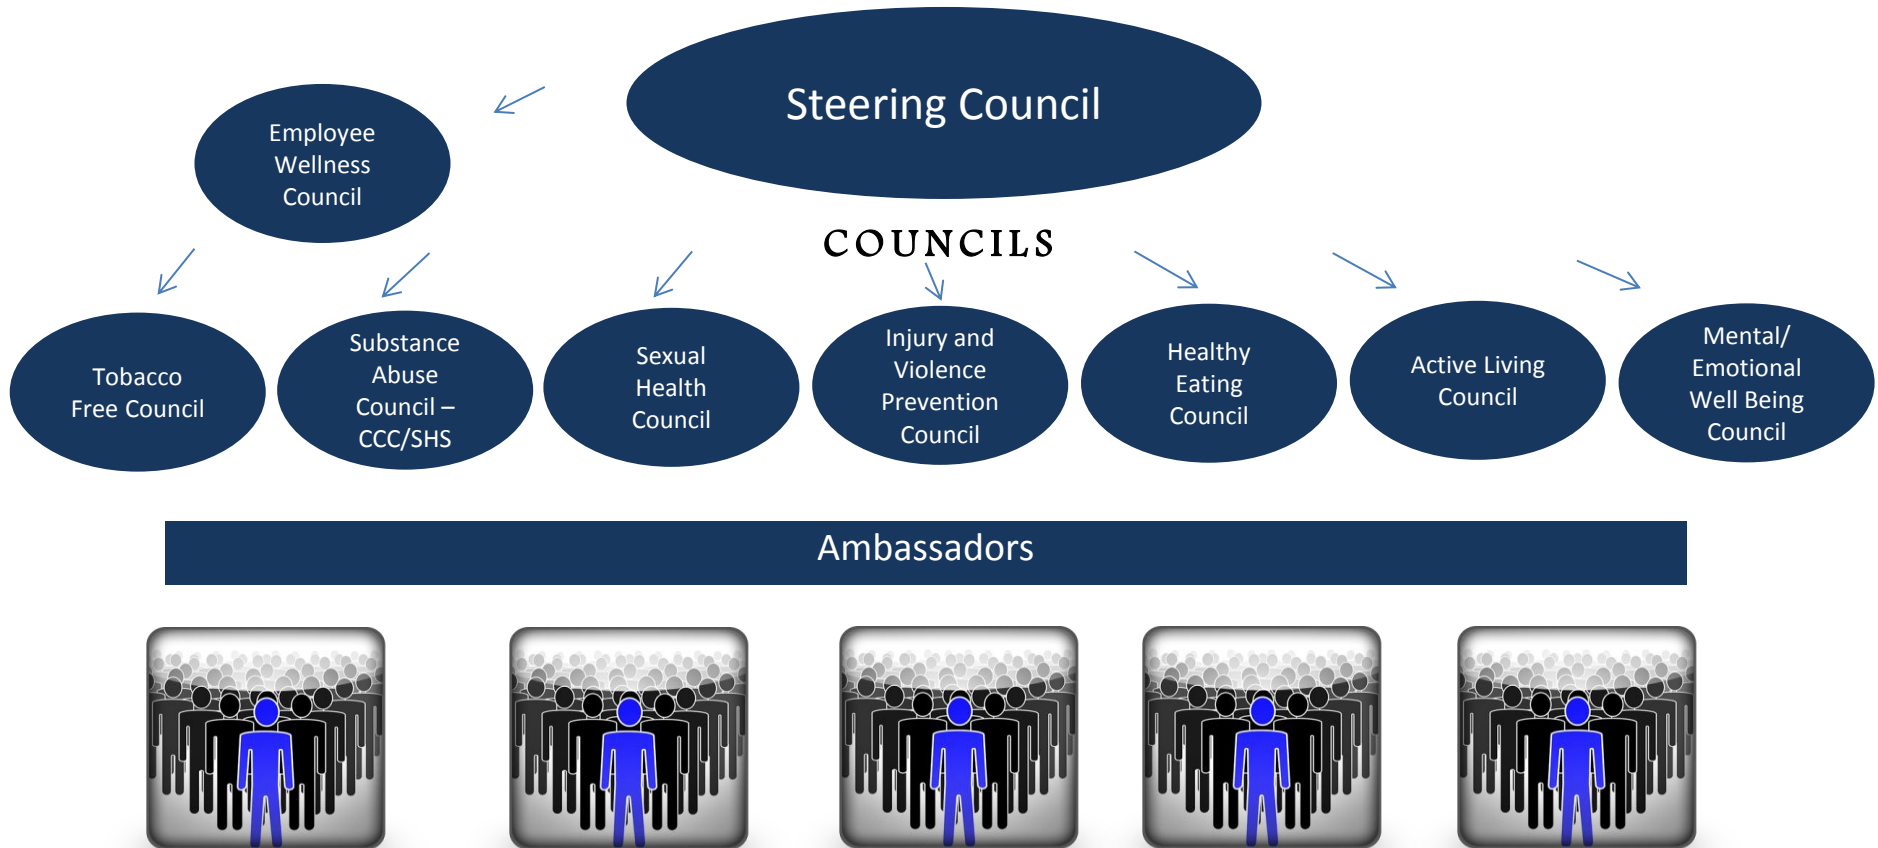 Steering Council
Employee
Wellness
Council
COUNCILS
Tobacco
Free Council
Substance
Abuse
Council –
CCC/SHS
Sexual
Health
Council
Injury and
Violence
Prevention
Council
Healthy
Eating
Council
Active Living
Council
Mental/
Emotional
Well Being
Council
Ambassadors